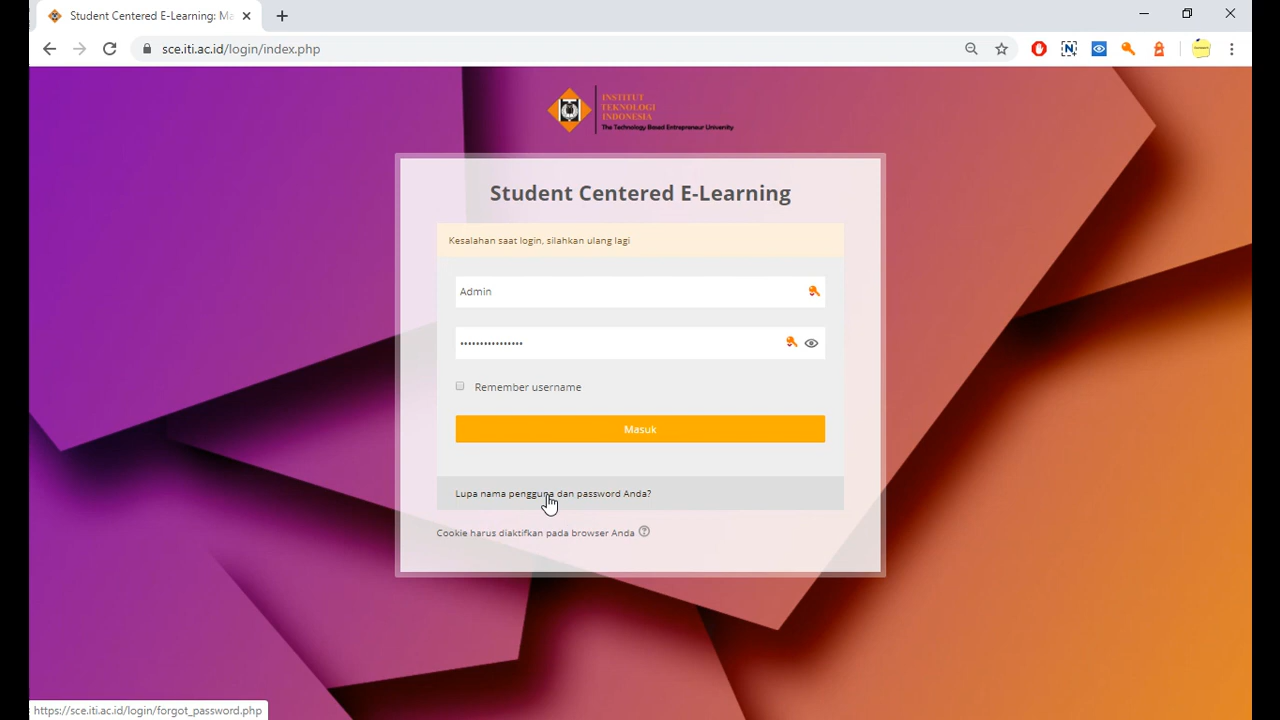 Student Centered E-Learning: Ma
sce.iti.ac.id/login/index.php
INSTITUT
TEKNOLOGI
INDONESIA
The Technology Based Entrepreneur University
Student Centered E-Learning
Kesalahan saat login, silahkan ulang lagi
Admin
Remember username
Masuk
Lupa nama pengguna dan password Anda?
Cookie harus diaktifkan pada browser Anda
https://sce.iti.ac.id/login/forgot_password.php